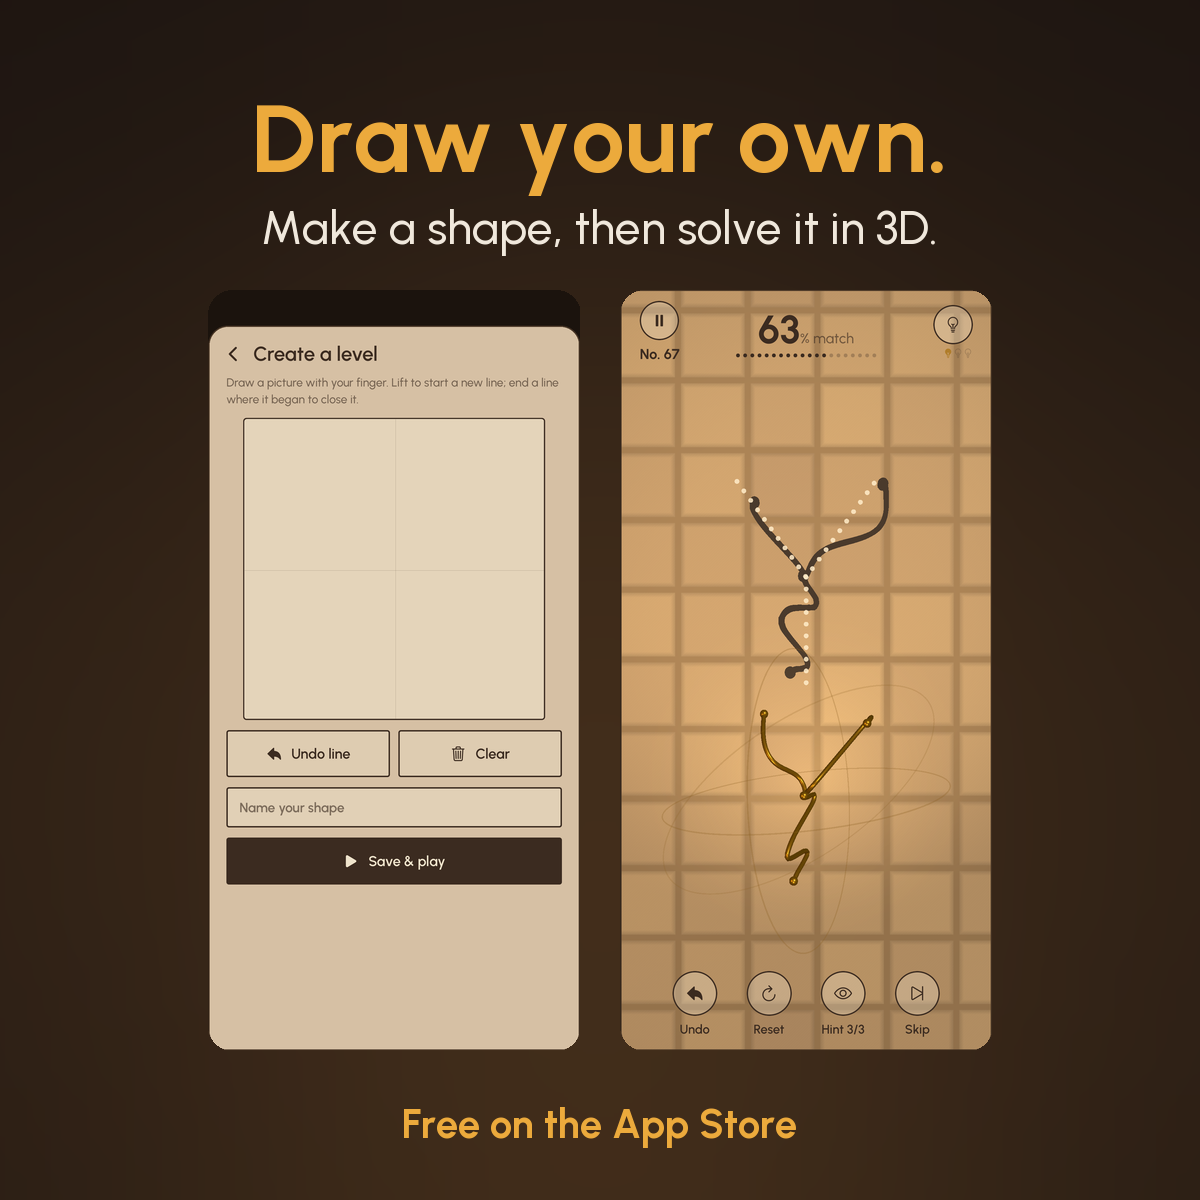 Draw your own.
Make a shape, then solve it in 3D.
Create a level
Draw a picture with your finger. Lift to start a new line; end a line
where it began to close it.
Undo line
Clear
Name your shape
Save & play
63% match
No. 67
Undo
Reset
Hint 3/3
Skip
Free on the App Store